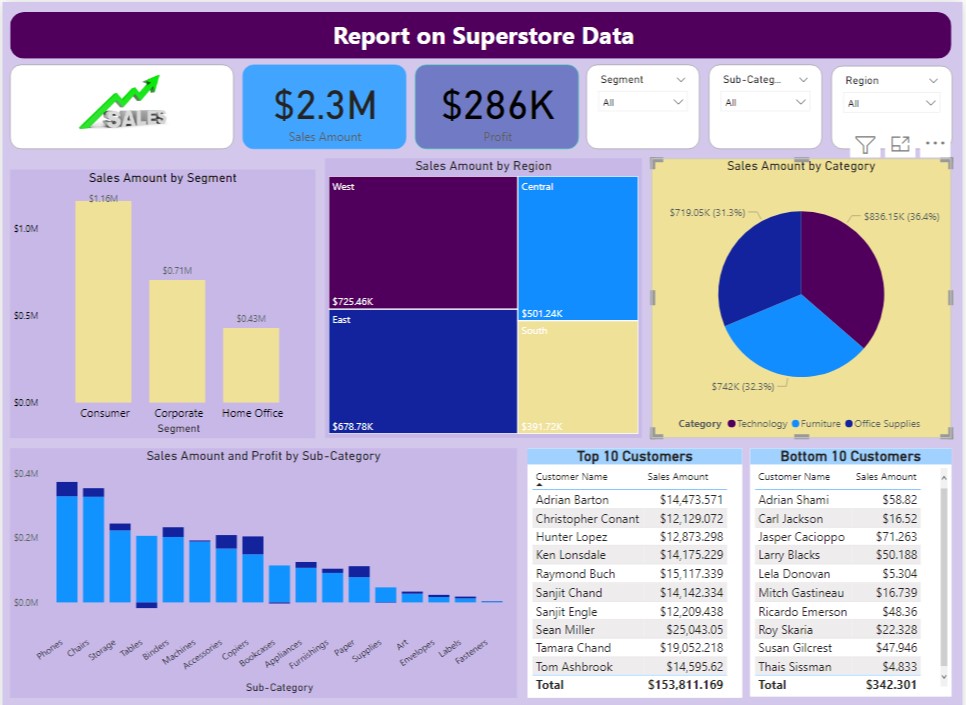 Report on Superstore Data
SALES
$2.3M
Sales Amount
$286K
Profit
Segment
All
Sub-Categ...
All
Region
All
Sales Amount by Segment
$1.0M
$0.5M
$0.0M
$1.16M
$0.71M
$0.43M
Consumer
Corporate
Home Office
Segment
Sales Amount by Region
West
$725.46K
East
$678.78K
Central
$501.24K
South
$391.72K
Sales Amount by Category
$719.05K (31.3%)
$836.15K (36.4%)
$742K (32.3%)
Category Technology Furniture Office Supplies
Sales Amount and Profit by Sub-Category
$0.4M
$0.2M
$0.0M
Phones
Chairs
Storage
Tables
Binders
Machines
Accessories
Copiers
Bookcases
Appliances
Furnishings
Paper
Supplies
Art
Envelopes
Labels
Fasteners
Sub-Category
Top 10 Customers
Customer Name Sales Amount
Adrian Barton $14,473.571
Christopher Conant $12,129.072
Hunter Lopez $12,873.298
Ken Lonsdale $14,175.229
Raymond Buch $15,117.339
Sanjit Chand $14,142.334
Sanjit Engle $12,209.438
Sean Miller $25,043.05
Tamara Chand $19,052.218
Tom Ashbrook $14,595.62
Total $153,811.169
Bottom 10 Customers
Customer Name Sales Amount
Adrian Shami $58.82
Carl Jackson $16.52
Jasper Cacioppo $71.263
Larry Blacks $50.188
Lela Donovan $5.304
Mitch Gastineau $16.739
Ricardo Emerson $48.36
Roy Skaria $22.328
Susan Gilcrest $47.946
Thais Sissman $4.833
Total $342.301